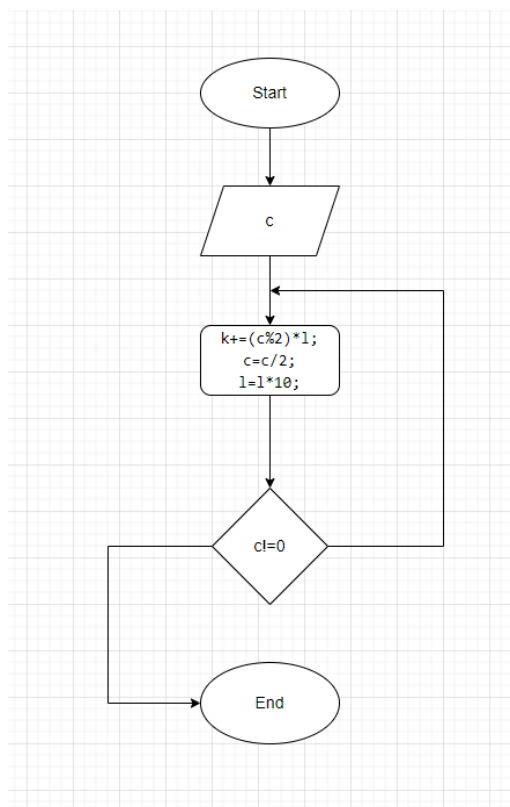 Start
c
k+=(c%2)*l;
c=c/2;
l=l*10;
c!=0
End